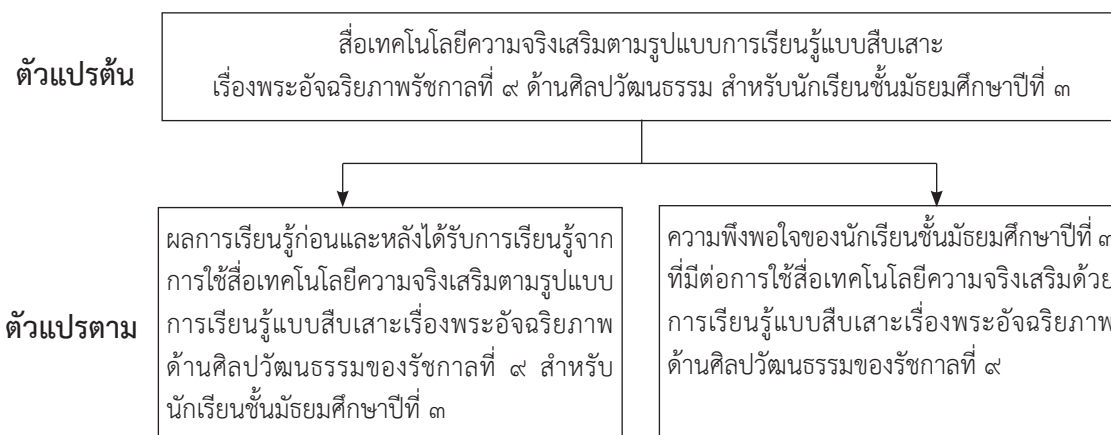 ตัวแปรต้น
สื่อเทคโนโลยีความจริงเสริมตามรูปแบบการเรียนรู้แบบสืบเสาะ
เรื่องพระอัจฉริยภาพรัชกาลที่ ๙ ด้านศิลปวัฒนธรรม สำหรับนักเรียนชั้นมัธยมศึกษาปีที่ ๓
ตัวแปรตาม
ผลการเรียนรู้ก่อนและหลังได้รับการเรียนรู้จาก
การใช้สื่อเทคโนโลยีความจริงเสริมตามรูปแบบ
การเรียนรู้แบบสืบเสาะเรื่องพระอัจฉริยภาพ
ด้านศิลปวัฒนธรรมของรัชกาลที่ ๙ สำหรับ
นักเรียนชั้นมัธยมศึกษาปีที่ ๓
ความพึงพอใจของนักเรียนชั้นมัธยมศึกษาปีที่ ๓
ที่มีต่อการใช้สื่อเทคโนโลยีความจริงเสริมด้วย
การเรียนรู้แบบสืบเสาะเรื่องพระอัจฉริยภาพ
ด้านศิลปวัฒนธรรมของรัชกาลที่ ๙